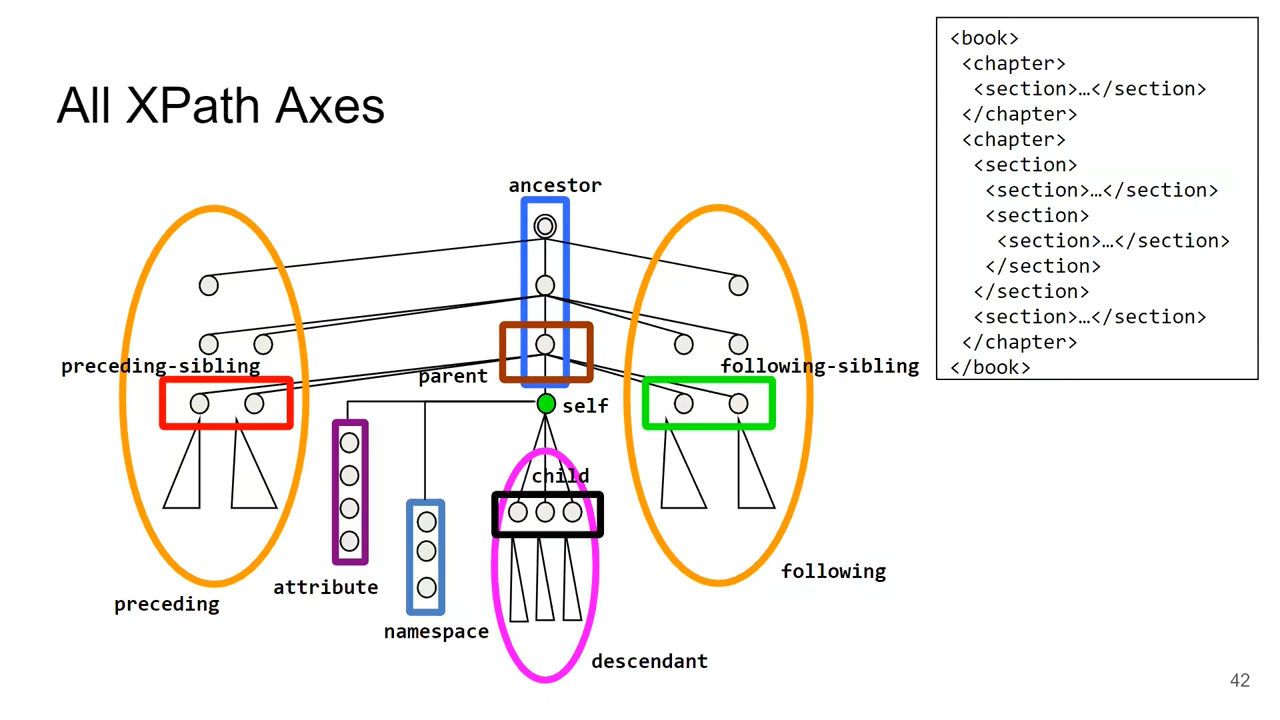 All XPath Axes
<book>
<chapter>
<section>…</section>
</chapter>
<chapter>
<section>
<section>…</section>
<section>
<section>…</section>
</section>
</section>
<section>…</section>
</chapter>
</book>
ancestor
preceding-sibling
following-sibling
parent
self
child
attribute
namespace
preceding
following
descendant
42